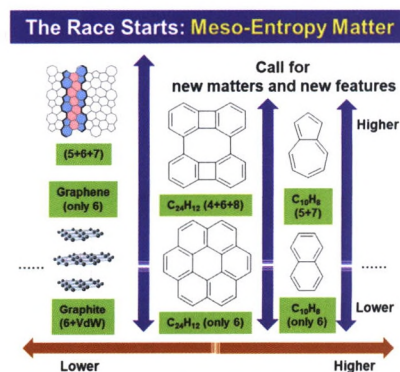 The Race Starts: Meso-Entropy Matter
Call for
new matters and new features
Higher
(5+6+7)
Graphene
(only 6)
C24H12 (4+6+8)
C10H8
(5+7)
......
......
Graphite
(6+VdW)
C24H12 (only 6)
C10H8
(only 6)
Lower
Lower
Higher